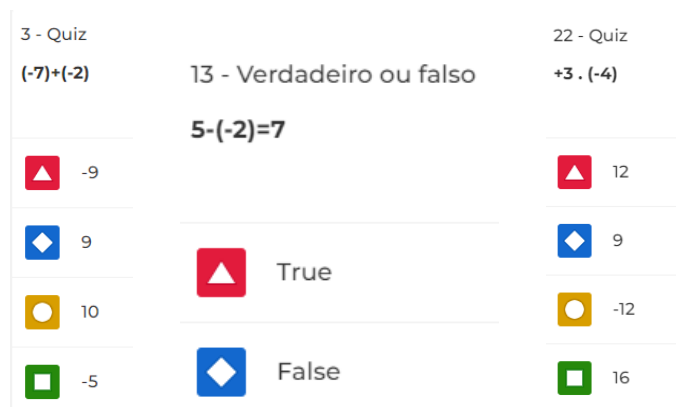 3 - Quiz
(-7)+(-2)
-9
9
10
-5
13 - Verdadeiro ou falso
5-(-2)=7
True
False
22 - Quiz
+3 . (-4)
12
9
-12
16